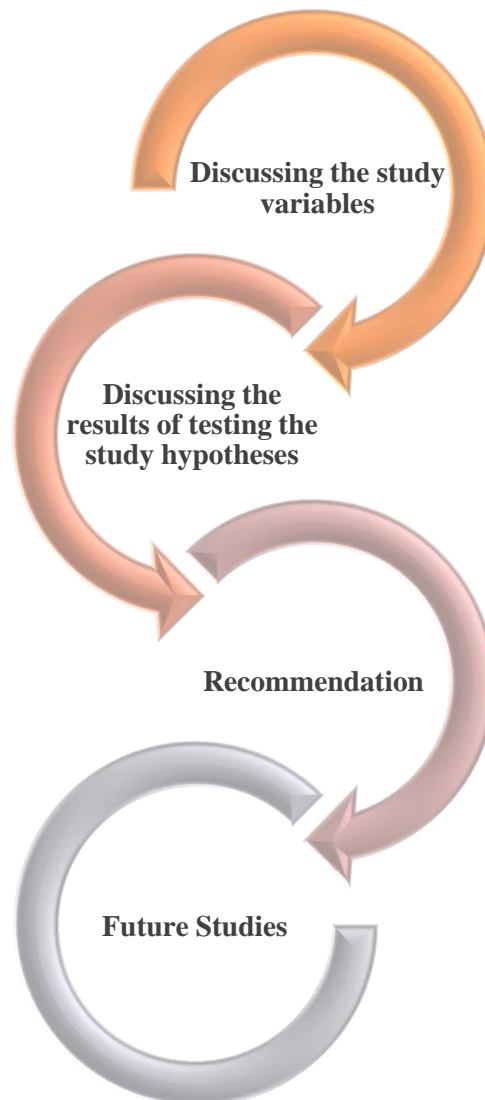 Discussing the study
variables
Discussing the
results of testing the
study hypotheses
Recommendation
Future Studies